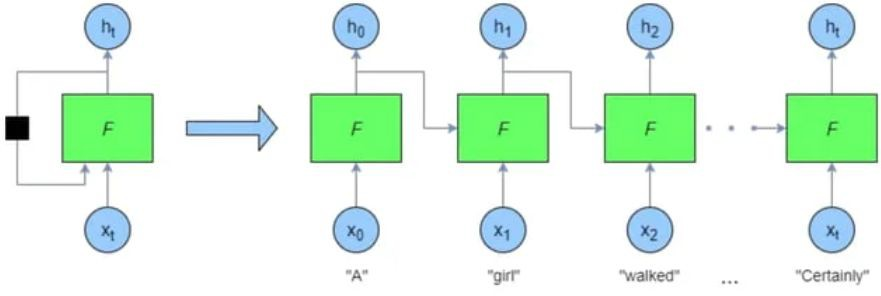 ht h0 h1 h2 ht
F F F F F
xt x0 x1 x2 xt
"A" "girl" "walked" ... "Certainly"